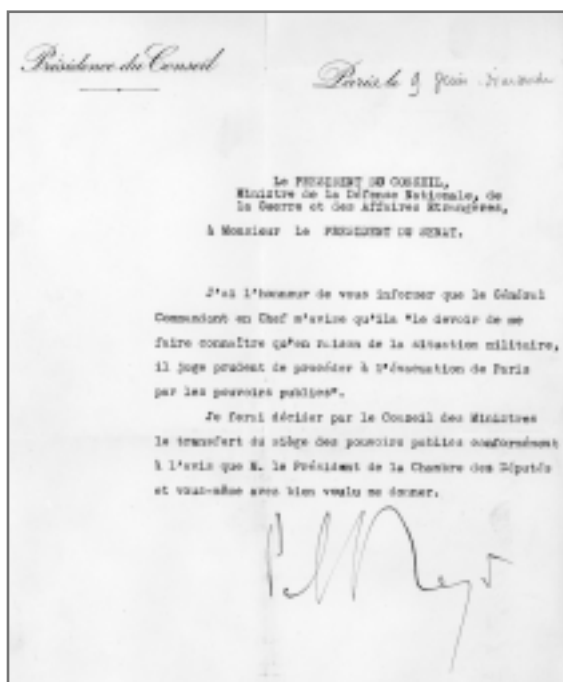 Présidence du Conseil
Paris le 9 Juin
Le PRESIDENT DU CONSEIL,
Ministre de la Défense Nationale, de
la Guerre et des Affaires Etrangères,
à Monsieur le PRESIDENT DU SENAT.
J'ai l'honneur de vous informer que le Général
Commandant en Chef m'avise qu'ila "le devoir de me
faire connaître qu'en raison de la situation militaire,
il juge prudent de procéder à l'évacuation de Paris
par les pouvoirs publics".
Je ferai décider par le Conseil des Ministres
le transfert du siège des pouvoirs publics conformément
à l'avis que M. le Président de la Chambre des Députés
et vous-même avez bien voulu me donner.